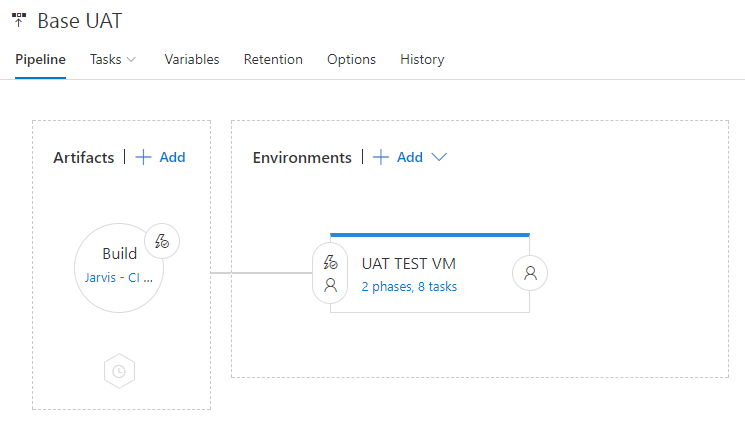 Base UAT
Pipeline Tasks Variables Retention Options History
Artifacts | + Add
Environments | + Add
Build
Jarvis - CI ...
UAT TEST VM
2 phases, 8 tasks